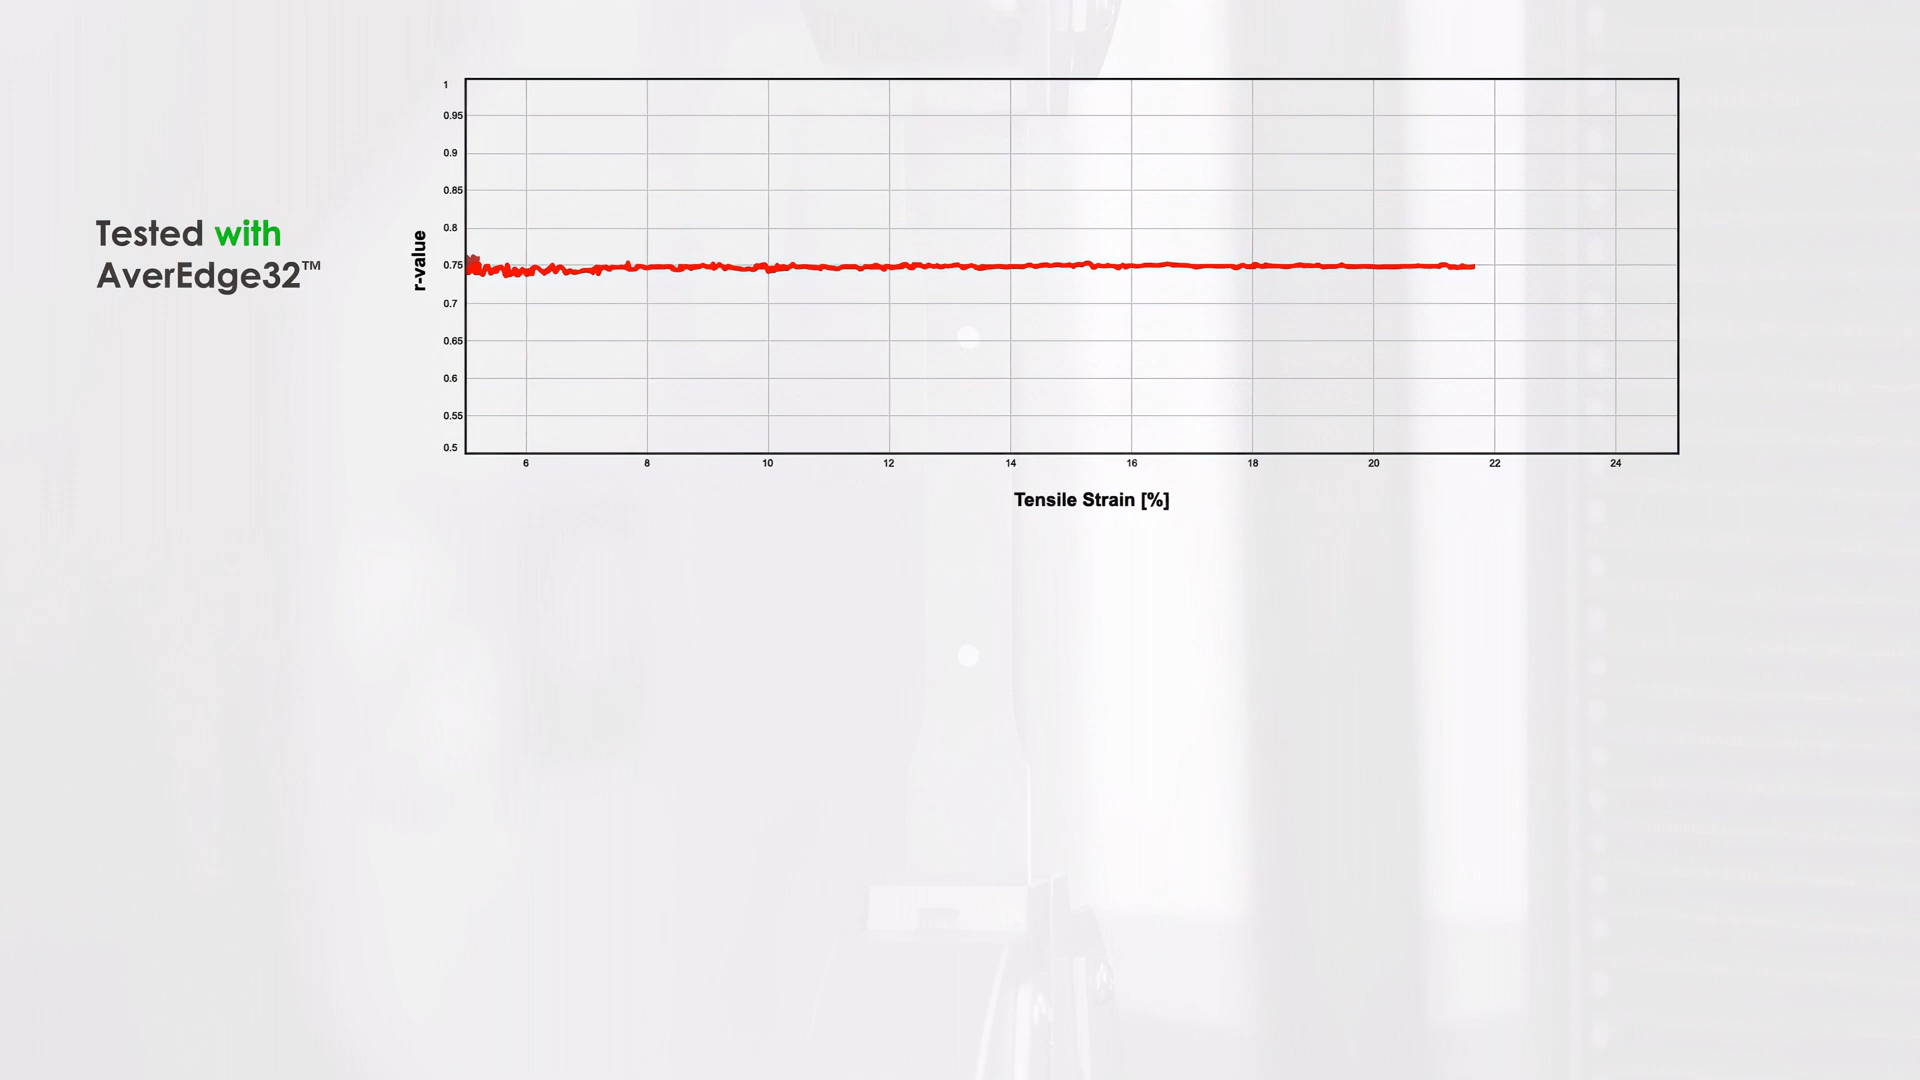 Tested with
AverEdge32™
r-value
1
0.95
0.9
0.85
0.8
0.75
0.7
0.65
0.6
0.55
0.5
6 8 10 12 14 16 18 20 22 24
Tensile Strain [%]